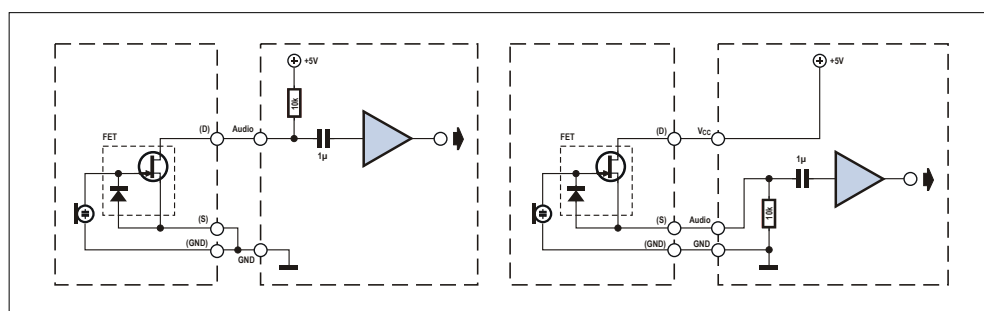 +5V
10k
(D)
Audio
FET
1µ
(S)
(GND)
GND
+5V
(D)
VCC
FET
1µ
10k
(S)
Audio
(GND)
GND